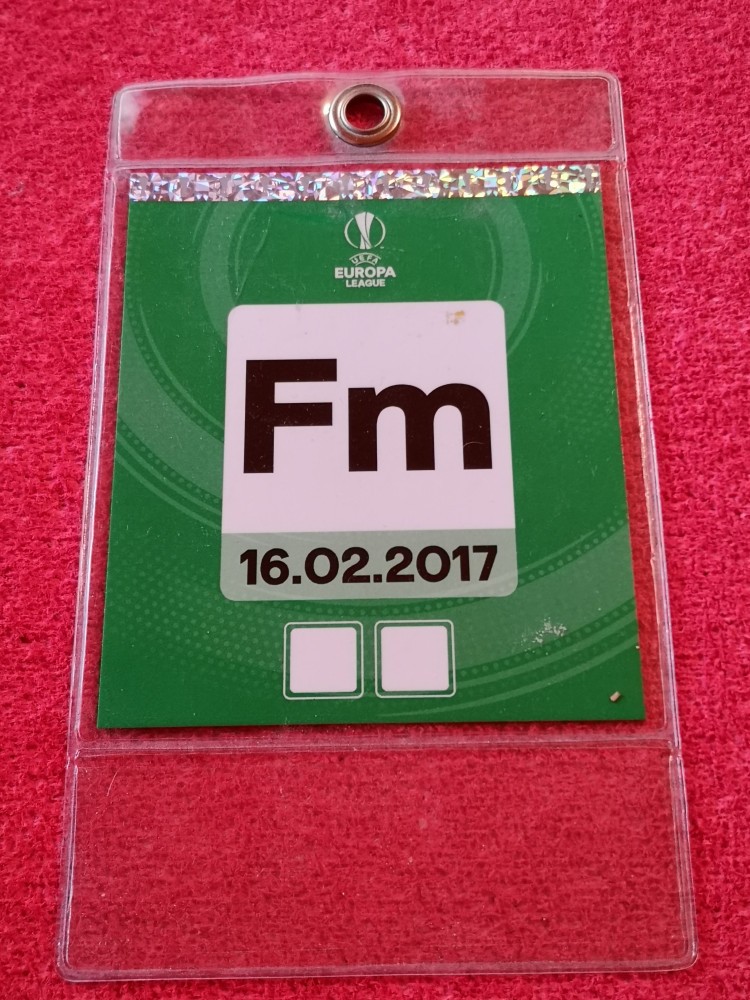 UEFA
EUROPA
LEAGUE
Fm
16.02.2017